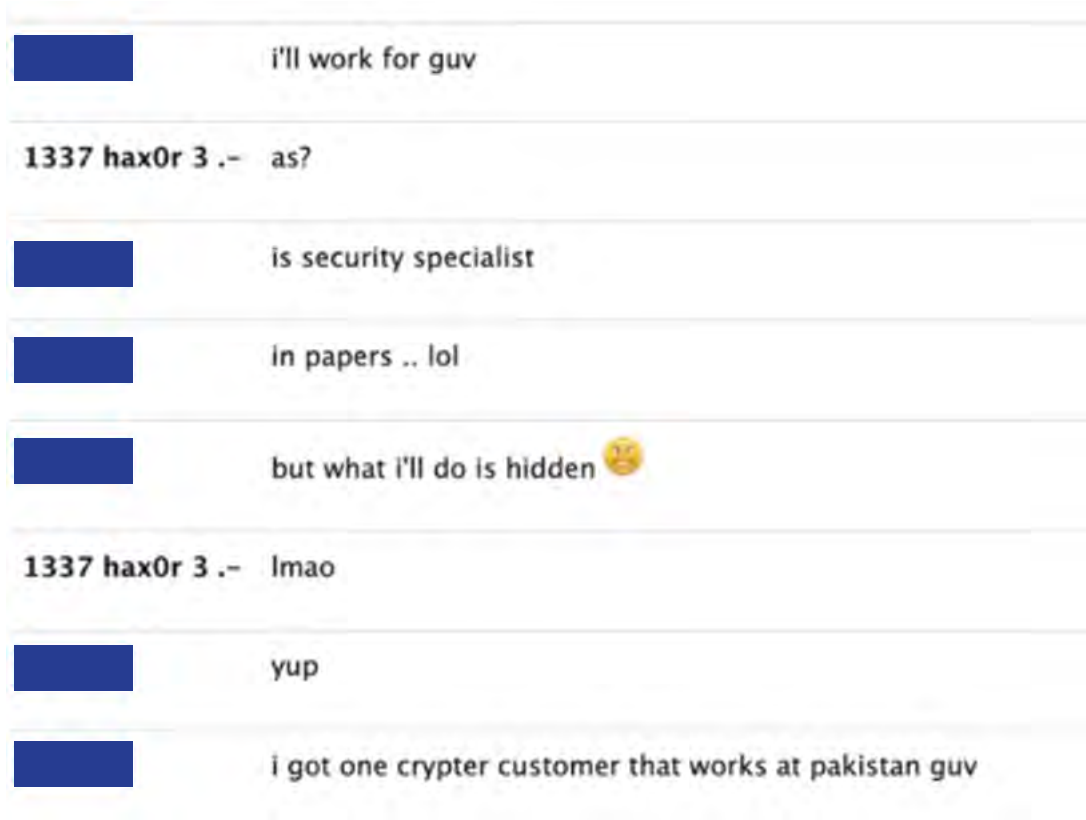 i'll work for guv
1337 hax0r 3 .- as?
is security specialist
in papers .. lol
but what i'll do is hidden
1337 hax0r 3 .- lmao
yup
i got one crypter customer that works at pakistan guv